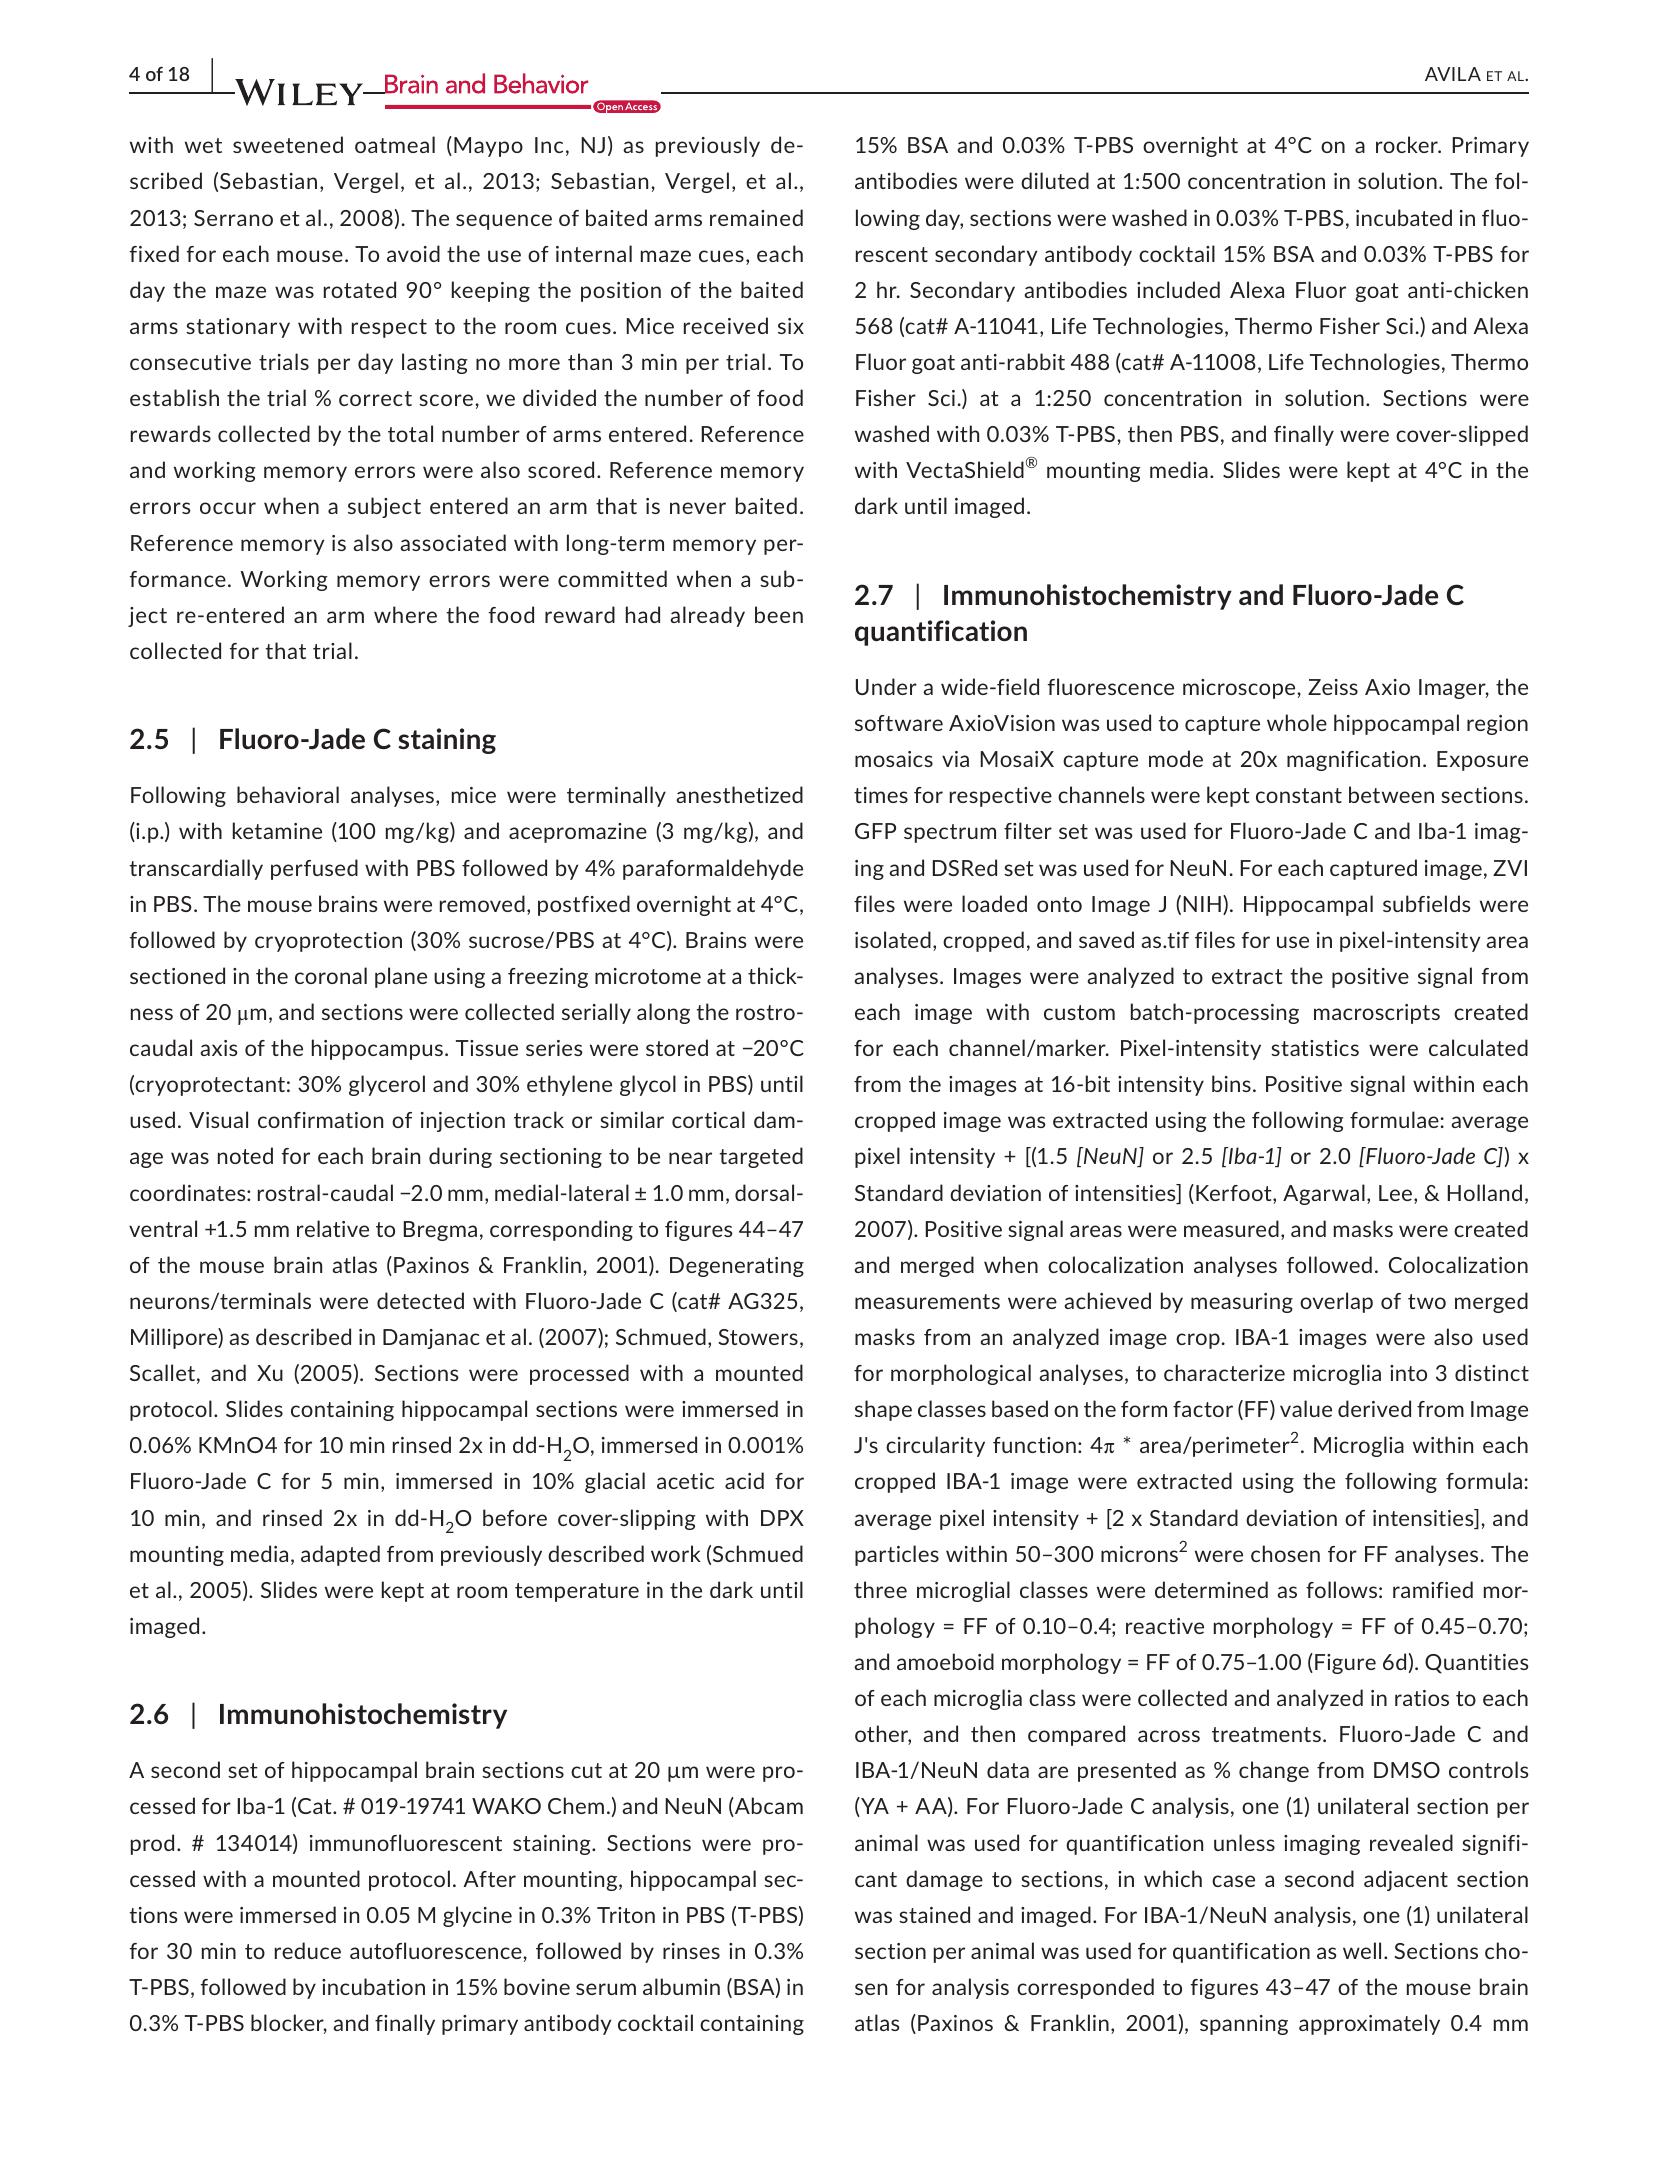 4 of 18
WILEY
Brain and Behavior
Open Access
AVILA ET AL.
with wet sweetened oatmeal (Maypo Inc, NJ) as previously de-
scribed (Sebastian, Vergel, et al., 2013; Sebastian, Vergel, et al.,
2013; Serrano et al., 2008). The sequence of baited arms remained
fixed for each mouse. To avoid the use of internal maze cues, each
day the maze was rotated 90° keeping the position of the baited
arms stationary with respect to the room cues. Mice received six
consecutive trials per day lasting no more than 3 min per trial. To
establish the trial % correct score, we divided the number of food
rewards collected by the total number of arms entered. Reference
and working memory errors were also scored. Reference memory
errors occur when a subject entered an arm that is never baited.
Reference memory is also associated with long-term memory per-
formance. Working memory errors were committed when a sub-
ject re-entered an arm where the food reward had already been
collected for that trial.
2.5 | Fluoro-Jade C staining
Following behavioral analyses, mice were terminally anesthetized
(i.p.) with ketamine (100 mg/kg) and acepromazine (3 mg/kg), and
transcardially perfused with PBS followed by 4% paraformaldehyde
in PBS. The mouse brains were removed, postfixed overnight at 4°C,
followed by cryoprotection (30% sucrose/PBS at 4°C). Brains were
sectioned in the coronal plane using a freezing microtome at a thick-
ness of 20 μm, and sections were collected serially along the rostro-
caudal axis of the hippocampus. Tissue series were stored at −20°C
(cryoprotectant: 30% glycerol and 30% ethylene glycol in PBS) until
used. Visual confirmation of injection track or similar cortical dam-
age was noted for each brain during sectioning to be near targeted
coordinates: rostral-caudal −2.0 mm, medial-lateral ± 1.0 mm, dorsal-
ventral +1.5 mm relative to Bregma, corresponding to figures 44–47
of the mouse brain atlas (Paxinos & Franklin, 2001). Degenerating
neurons/terminals were detected with Fluoro-Jade C (cat# AG325,
Millipore) as described in Damjanac et al. (2007); Schmued, Stowers,
Scallet, and Xu (2005). Sections were processed with a mounted
protocol. Slides containing hippocampal sections were immersed in
0.06% KMnO4 for 10 min rinsed 2x in dd-H₂O, immersed in 0.001%
Fluoro-Jade C for 5 min, immersed in 10% glacial acetic acid for
10 min, and rinsed 2x in dd-H₂O before cover-slipping with DPX
mounting media, adapted from previously described work (Schmued
et al., 2005). Slides were kept at room temperature in the dark until
imaged.
2.6 | Immunohistochemistry
A second set of hippocampal brain sections cut at 20 μm were pro-
cessed for Iba-1 (Cat. # 019-19741 WAKO Chem.) and NeuN (Abcam
prod. # 134014) immunofluorescent staining. Sections were pro-
cessed with a mounted protocol. After mounting, hippocampal sec-
tions were immersed in 0.05 M glycine in 0.3% Triton in PBS (T-PBS)
for 30 min to reduce autofluorescence, followed by rinses in 0.3%
T-PBS, followed by incubation in 15% bovine serum albumin (BSA) in
0.3% T-PBS blocker, and finally primary antibody cocktail containing
15% BSA and 0.03% T-PBS overnight at 4°C on a rocker. Primary
antibodies were diluted at 1:500 concentration in solution. The fol-
lowing day, sections were washed in 0.03% T-PBS, incubated in fluo-
rescent secondary antibody cocktail 15% BSA and 0.03% T-PBS for
2 hr. Secondary antibodies included Alexa Fluor goat anti-chicken
568 (cat# A-11041, Life Technologies, Thermo Fisher Sci.) and Alexa
Fluor goat anti-rabbit 488 (cat# A-11008, Life Technologies, Thermo
Fisher Sci.) at a 1:250 concentration in solution. Sections were
washed with 0.03% T-PBS, then PBS, and finally were cover-slipped
with VectaShield® mounting media. Slides were kept at 4°C in the
dark until imaged.
2.7 | Immunohistochemistry and Fluoro-Jade C
quantification
Under a wide-field fluorescence microscope, Zeiss Axio Imager, the
software AxioVision was used to capture whole hippocampal region
mosaics via MosaiX capture mode at 20x magnification. Exposure
times for respective channels were kept constant between sections.
GFP spectrum filter set was used for Fluoro-Jade C and Iba-1 imag-
ing and DSRed set was used for NeuN. For each captured image, ZVI
files were loaded onto Image J (NIH). Hippocampal subfields were
isolated, cropped, and saved as.tif files for use in pixel-intensity area
analyses. Images were analyzed to extract the positive signal from
each image with custom batch-processing macroscripts created
for each channel/marker. Pixel-intensity statistics were calculated
from the images at 16-bit intensity bins. Positive signal within each
cropped image was extracted using the following formulae: average
pixel intensity + [(1.5 [NeuN] or 2.5 [Iba-1] or 2.0 [Fluoro-Jade C]) x
Standard deviation of intensities] (Kerfoot, Agarwal, Lee, & Holland,
2007). Positive signal areas were measured, and masks were created
and merged when colocalization analyses followed. Colocalization
measurements were achieved by measuring overlap of two merged
masks from an analyzed image crop. IBA-1 images were also used
for morphological analyses, to characterize microglia into 3 distinct
shape classes based on the form factor (FF) value derived from Image
J's circularity function: 4π * area/perimeter². Microglia within each
cropped IBA-1 image were extracted using the following formula:
average pixel intensity + [2 x Standard deviation of intensities], and
particles within 50–300 microns² were chosen for FF analyses. The
three microglial classes were determined as follows: ramified mor-
phology = FF of 0.10–0.4; reactive morphology = FF of 0.45–0.70;
and amoeboid morphology = FF of 0.75–1.00 (Figure 6d). Quantities
of each microglia class were collected and analyzed in ratios to each
other, and then compared across treatments. Fluoro-Jade C and
IBA-1/NeuN data are presented as % change from DMSO controls
(YA + AA). For Fluoro-Jade C analysis, one (1) unilateral section per
animal was used for quantification unless imaging revealed signifi-
cant damage to sections, in which case a second adjacent section
was stained and imaged. For IBA-1/NeuN analysis, one (1) unilateral
section per animal was used for quantification as well. Sections cho-
sen for analysis corresponded to figures 43–47 of the mouse brain
atlas (Paxinos & Franklin, 2001), spanning approximately 0.4 mm